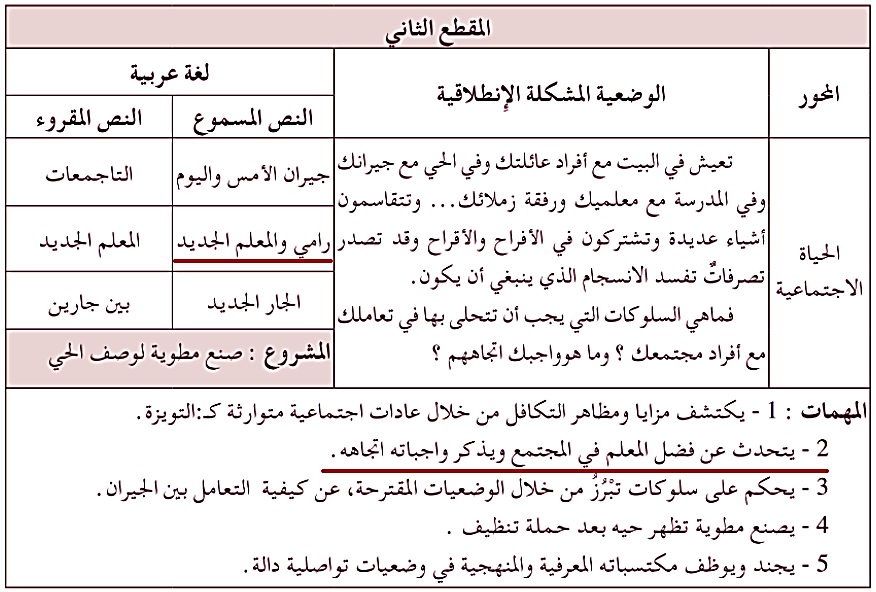 المقطع الثاني
المحور
الوضعية المشكلة الإنطلاقية
لغة عربية
النص المسموع
النص المقروء
الحياة
الاجتماعية
تعيش في البيت مع أفراد عائلتك وفي الحي مع جيرانك
وفي المدرسة مع معلميك ورفقة زملائك... وتتقاسمون
أشياء عديدة وتشتركون في الأفراح والأقراح وقد تصدر
تصرفاتٌ تفسد الانسجام الذي ينبغي أن يكون.
فماهي السلوكات التي يجب أن تتحلى بها في تعاملك
مع أفراد مجتمعك ؟ وما هوواجبك اتجاههم ؟
جيران الأمس واليوم
التاجمعات
رامي والمعلم الجديد
المعلم الجديد
الجار الجديد
بين جارين
المشروع : صنع مطوية لوصف الحي
المهمات : 1 - يكتشف مزايا ومظاهر التكافل من خلال عادات اجتماعية متوارثة كـ:التويزة.
2 - يتحدث عن فضل المعلم في المجتمع ويذكر واجباته اتجاهه.
3 - يحكم على سلوكات تبْرُزُ من خلال الوضعيات المقترحة، عن كيفية التعامل بين الجيران.
4 - يصنع مطوية تظهر حيه بعد حملة تنظيف .
5 - يجند ويوظف مكتسباته المعرفية والمنهجية في وضعيات تواصلية دالة.